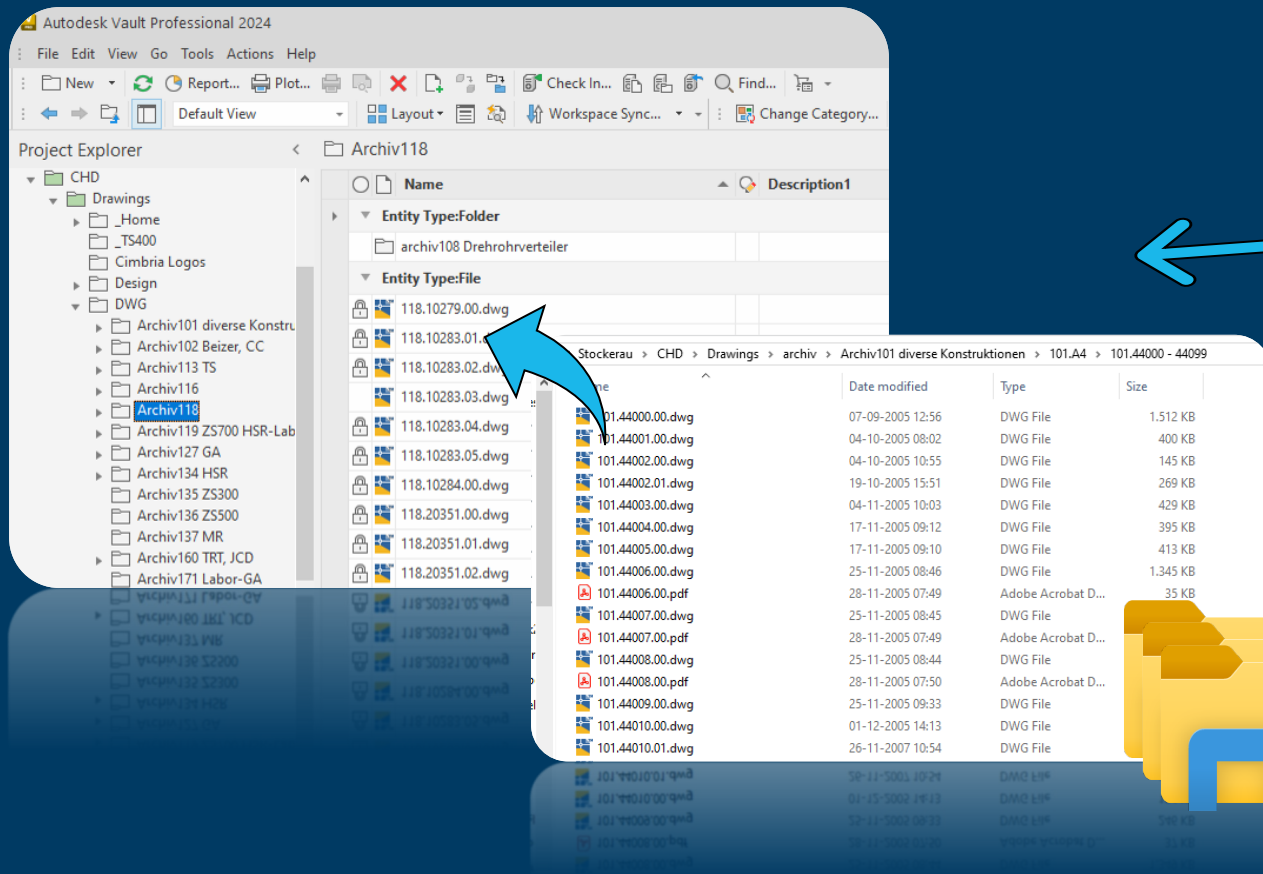 Autodesk Vault Professional 2024
File Edit View Go Tools Actions Help
New Report... Plot... Check In... Find...
Default View Layout Workspace Sync... Change Category...
Project Explorer
CHD
Drawings
_Home
_TS400
Cimbria Logos
Design
DWG
Archiv101 diverse Konstru
Archiv102 Beizer, CC
Archiv113 TS
Archiv116
Archiv118
Archiv119 ZS700 HSR-Lab
Archiv127 GA
Archiv134 HSR
Archiv135 ZS300
Archiv136 ZS500
Archiv137 MR
Archiv160 TRT, JCD
Archiv171 Labor-GA
Archiv118
Name Description1
Entity Type:Folder
archiv108 Drehrohrverteiler
Entity Type:File
118.10279.00.dwg
118.10283.01.d
118.10283.02.dw
118.10283.03.dwg
118.10283.04.dwg
118.10283.05.dwg
118.10284.00.dwg
118.20351.00.dwg
118.20351.01.dwg
118.20351.02.dwg
Stockerau > CHD > Drawings > archiv > Archiv101 diverse Konstruktionen > 101.A4 > 101.44000 - 44099
me Date modified Type Size
101.44000.00.dwg 07-09-2005 12:56 DWG File 1.512 KB
101.44001.00.dwg 04-10-2005 08:02 DWG File 400 KB
101.44002.00.dwg 04-10-2005 10:55 DWG File 145 KB
101.44002.01.dwg 19-10-2005 15:51 DWG File 269 KB
101.44003.00.dwg 04-11-2005 10:03 DWG File 429 KB
101.44004.00.dwg 17-11-2005 09:12 DWG File 395 KB
101.44005.00.dwg 17-11-2005 09:10 DWG File 413 KB
101.44006.00.dwg 25-11-2005 08:46 DWG File 1.345 KB
101.44006.00.pdf 28-11-2005 07:49 Adobe Acrobat D... 35 KB
101.44007.00.dwg 25-11-2005 08:45 DWG File
101.44007.00.pdf 28-11-2005 07:49 Adobe Acrobat D...
101.44008.00.dwg 25-11-2005 08:44 DWG File
101.44008.00.pdf 28-11-2005 07:50 Adobe Acrobat D...
101.44009.00.dwg 25-11-2005 09:33 DWG File
101.44010.00.dwg 01-12-2005 14:13 DWG File
101.44010.01.dwg 26-11-2007 10:54 DWG File